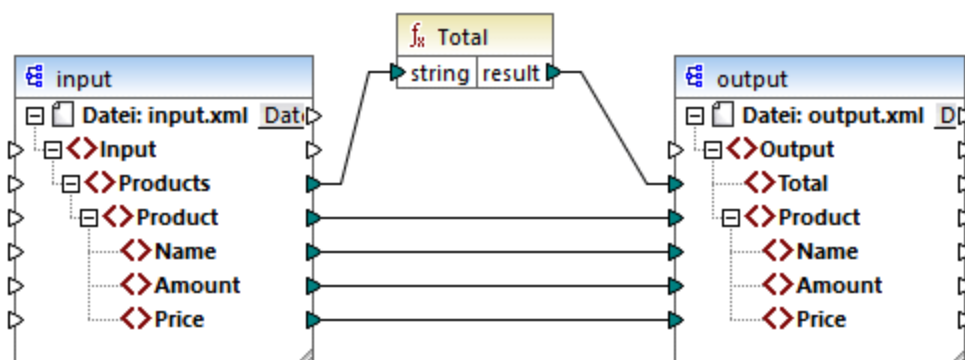 Total
string result
input
Datei: input.xml Date
Input
Products
Product
Name
Amount
Price
output
Datei: output.xml D
Output
Total
Product
Name
Amount
Price